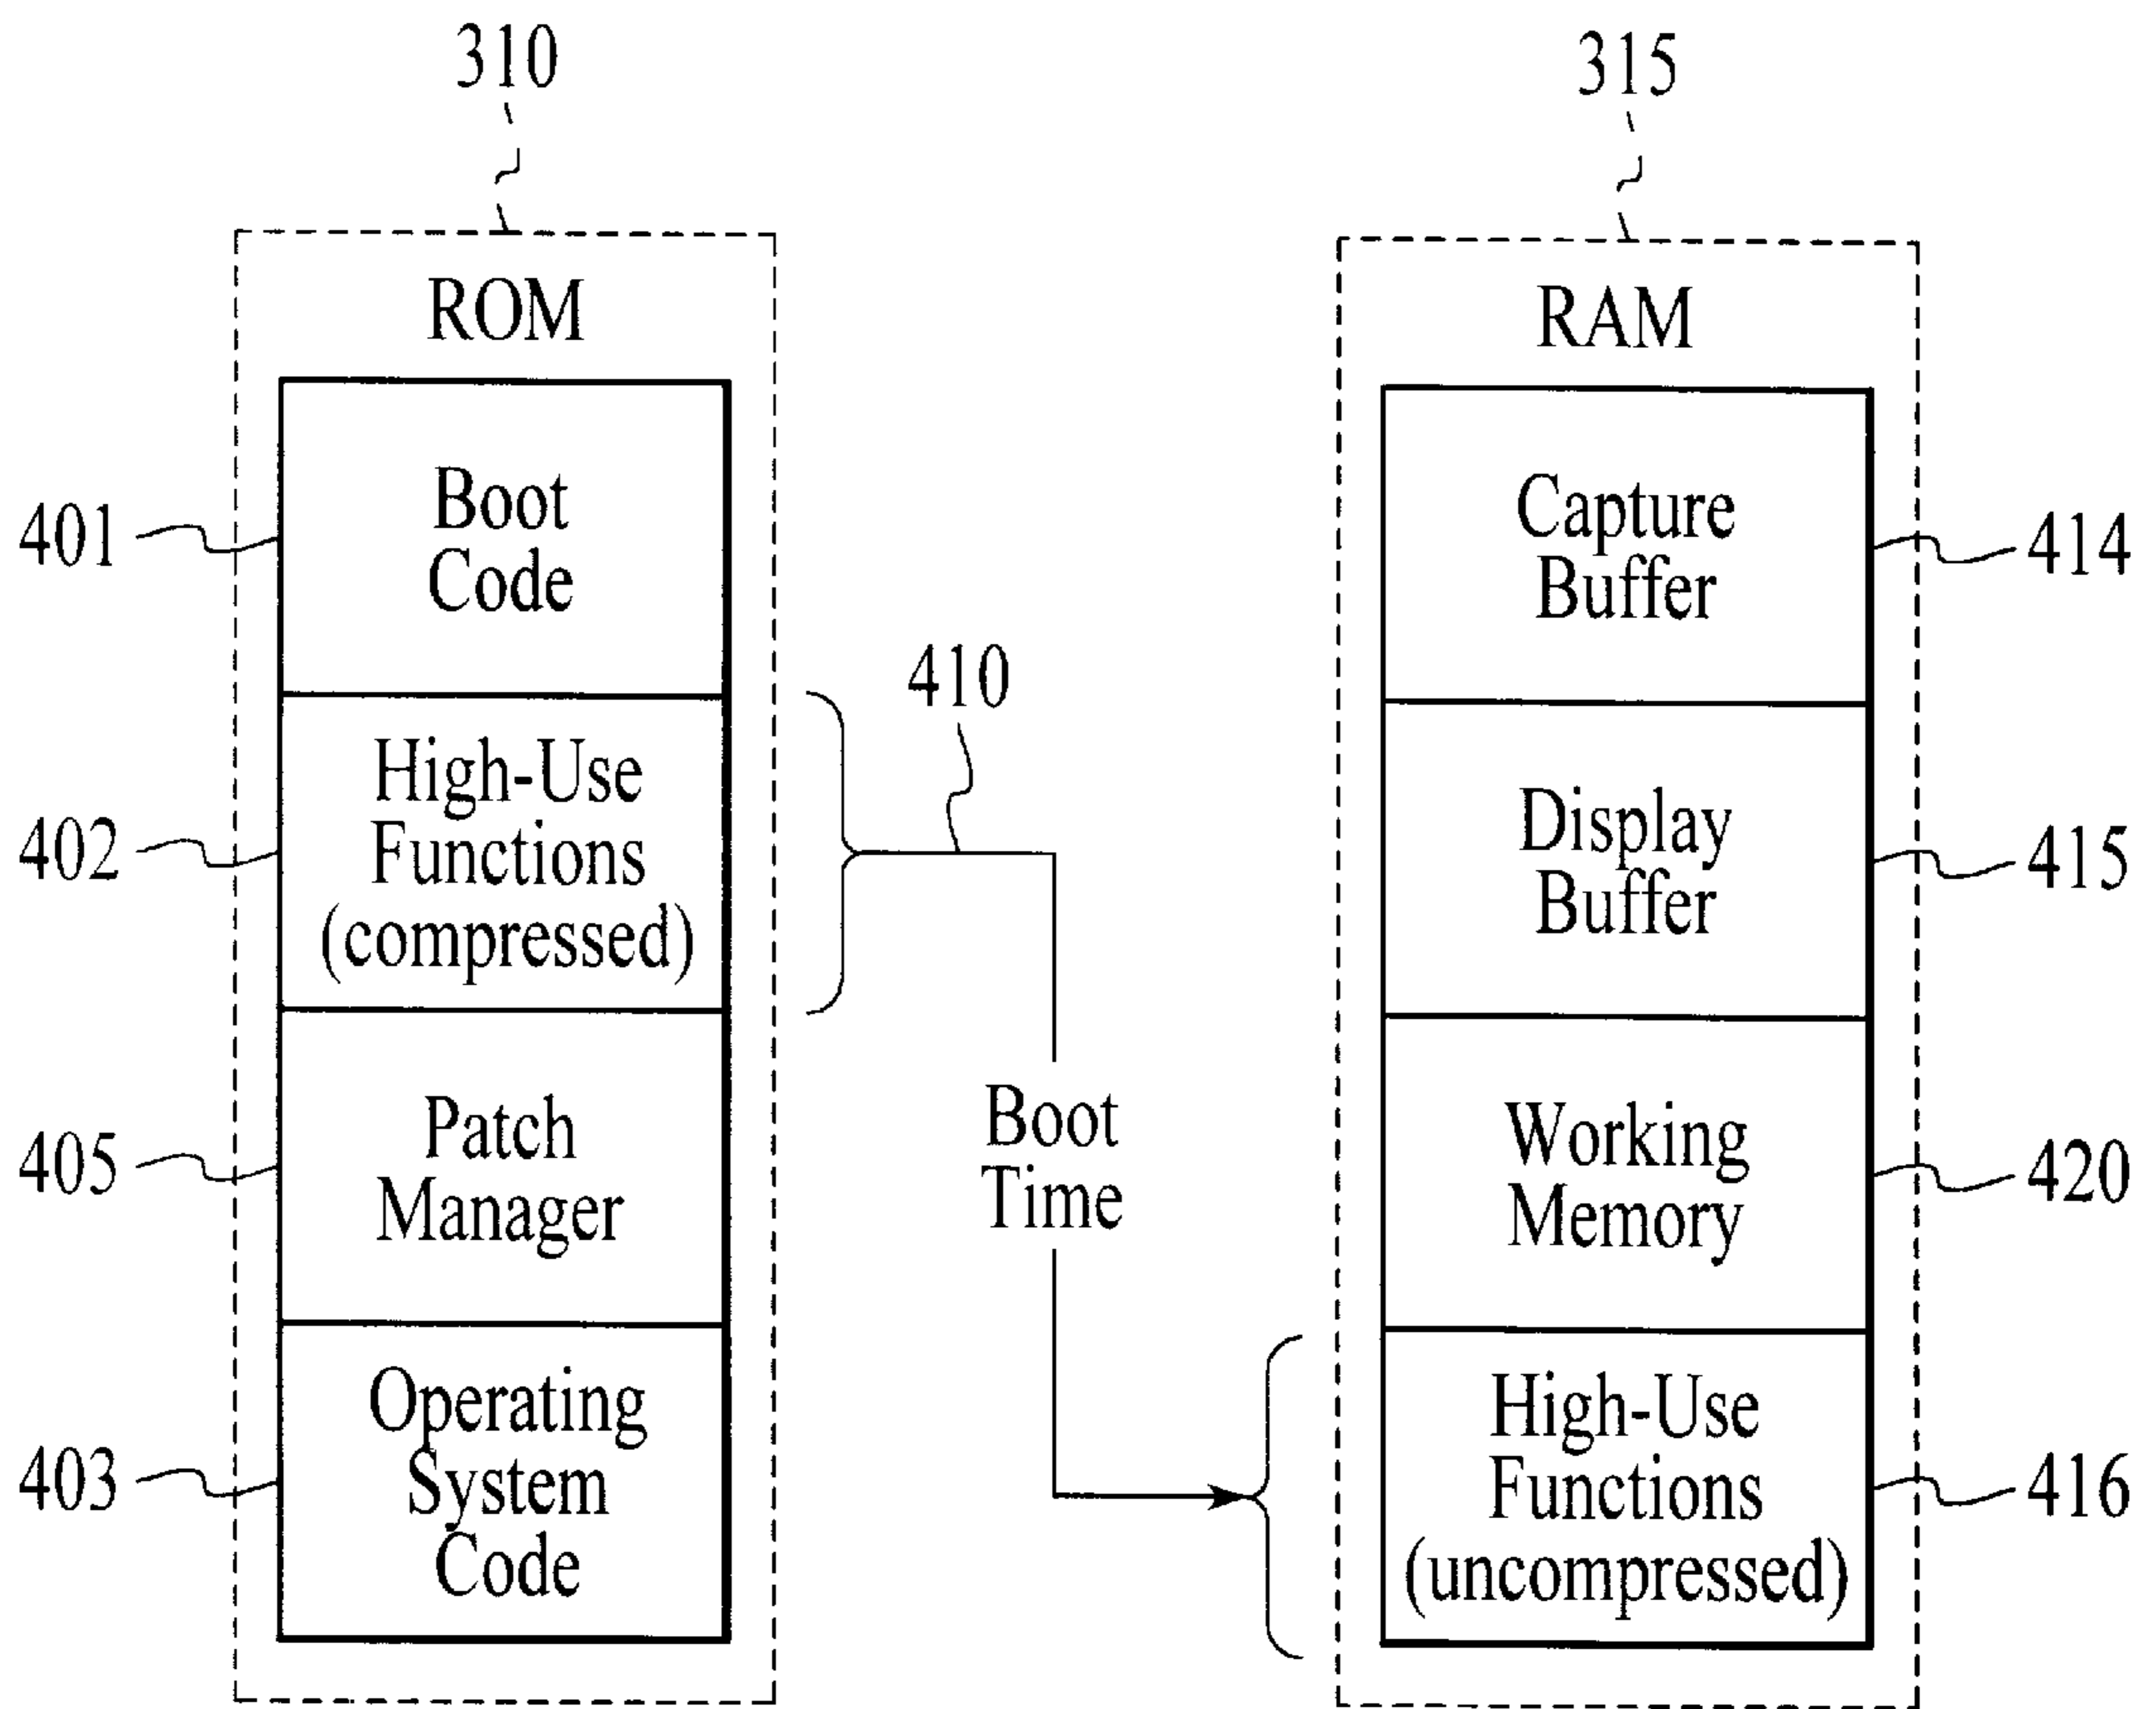 310
ROM
401
Boot
Code
402
High-Use
Functions
(compressed)
405
Patch
Manager
403
Operating
System
Code
410
Boot
Time
315
RAM
Capture
Buffer
414
Display
Buffer
415
Working
Memory
420
High-Use
Functions
(uncompressed)
416